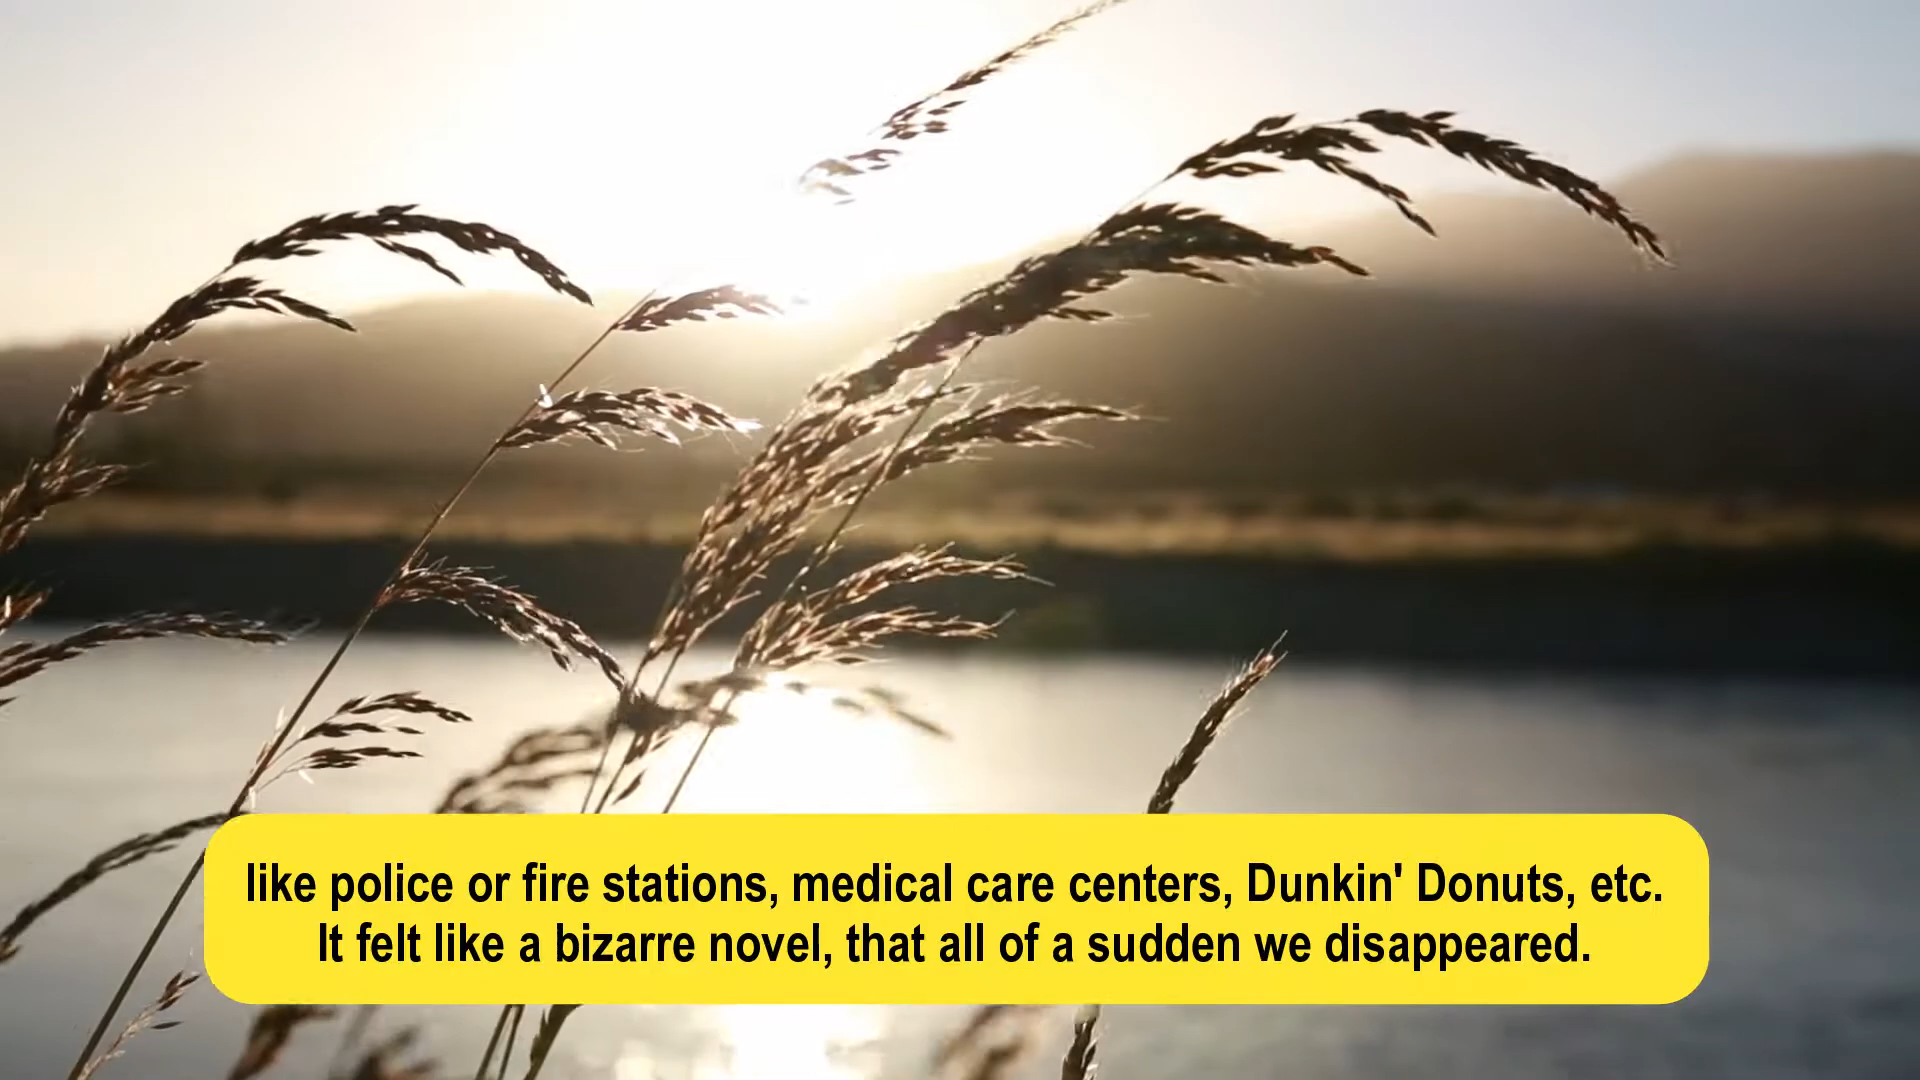 like police or fire stations, medical care centers, Dunkin' Donuts, etc.
It felt like a bizarre novel, that all of a sudden we disappeared.